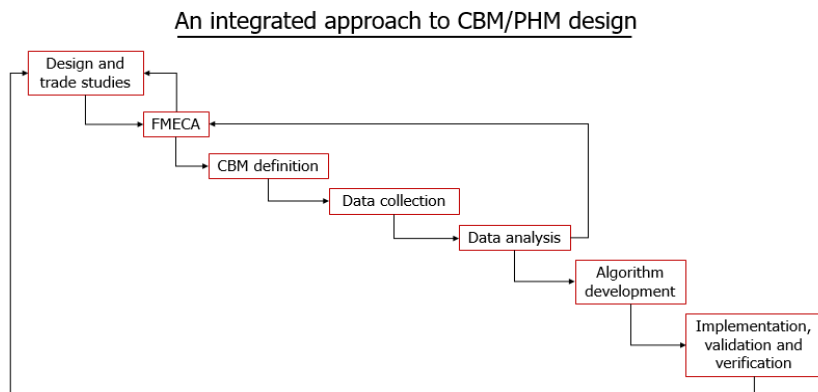 An integrated approach to CBM/PHM design
Design and
trade studies
FMECA
CBM definition
Data collection
Data analysis
Algorithm
development
Implementation,
validation and
verification